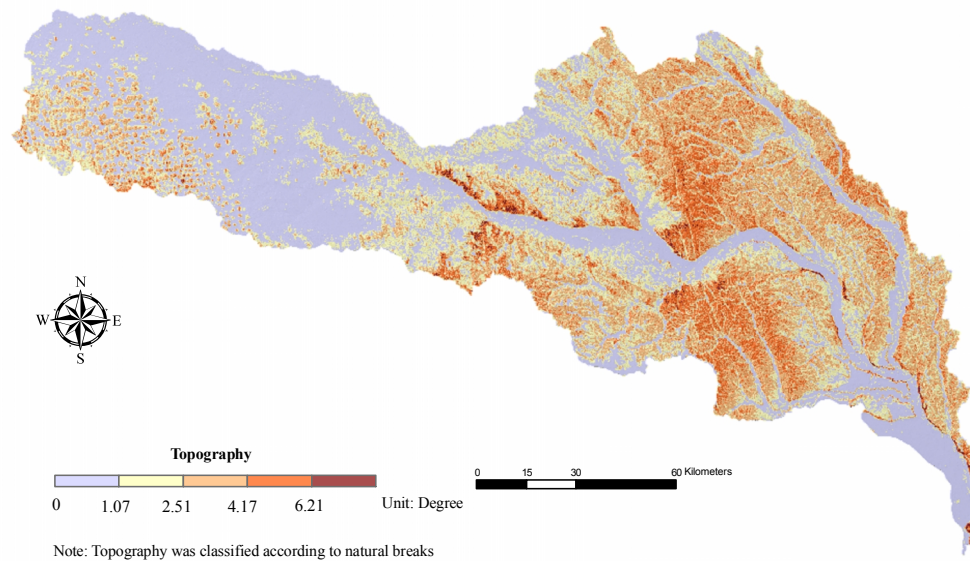 N
W E
S
Topography
0 1.07 2.51 4.17 6.21 Unit: Degree
0 15 30 60 Kilometers
Note: Topography was classified according to natural breaks